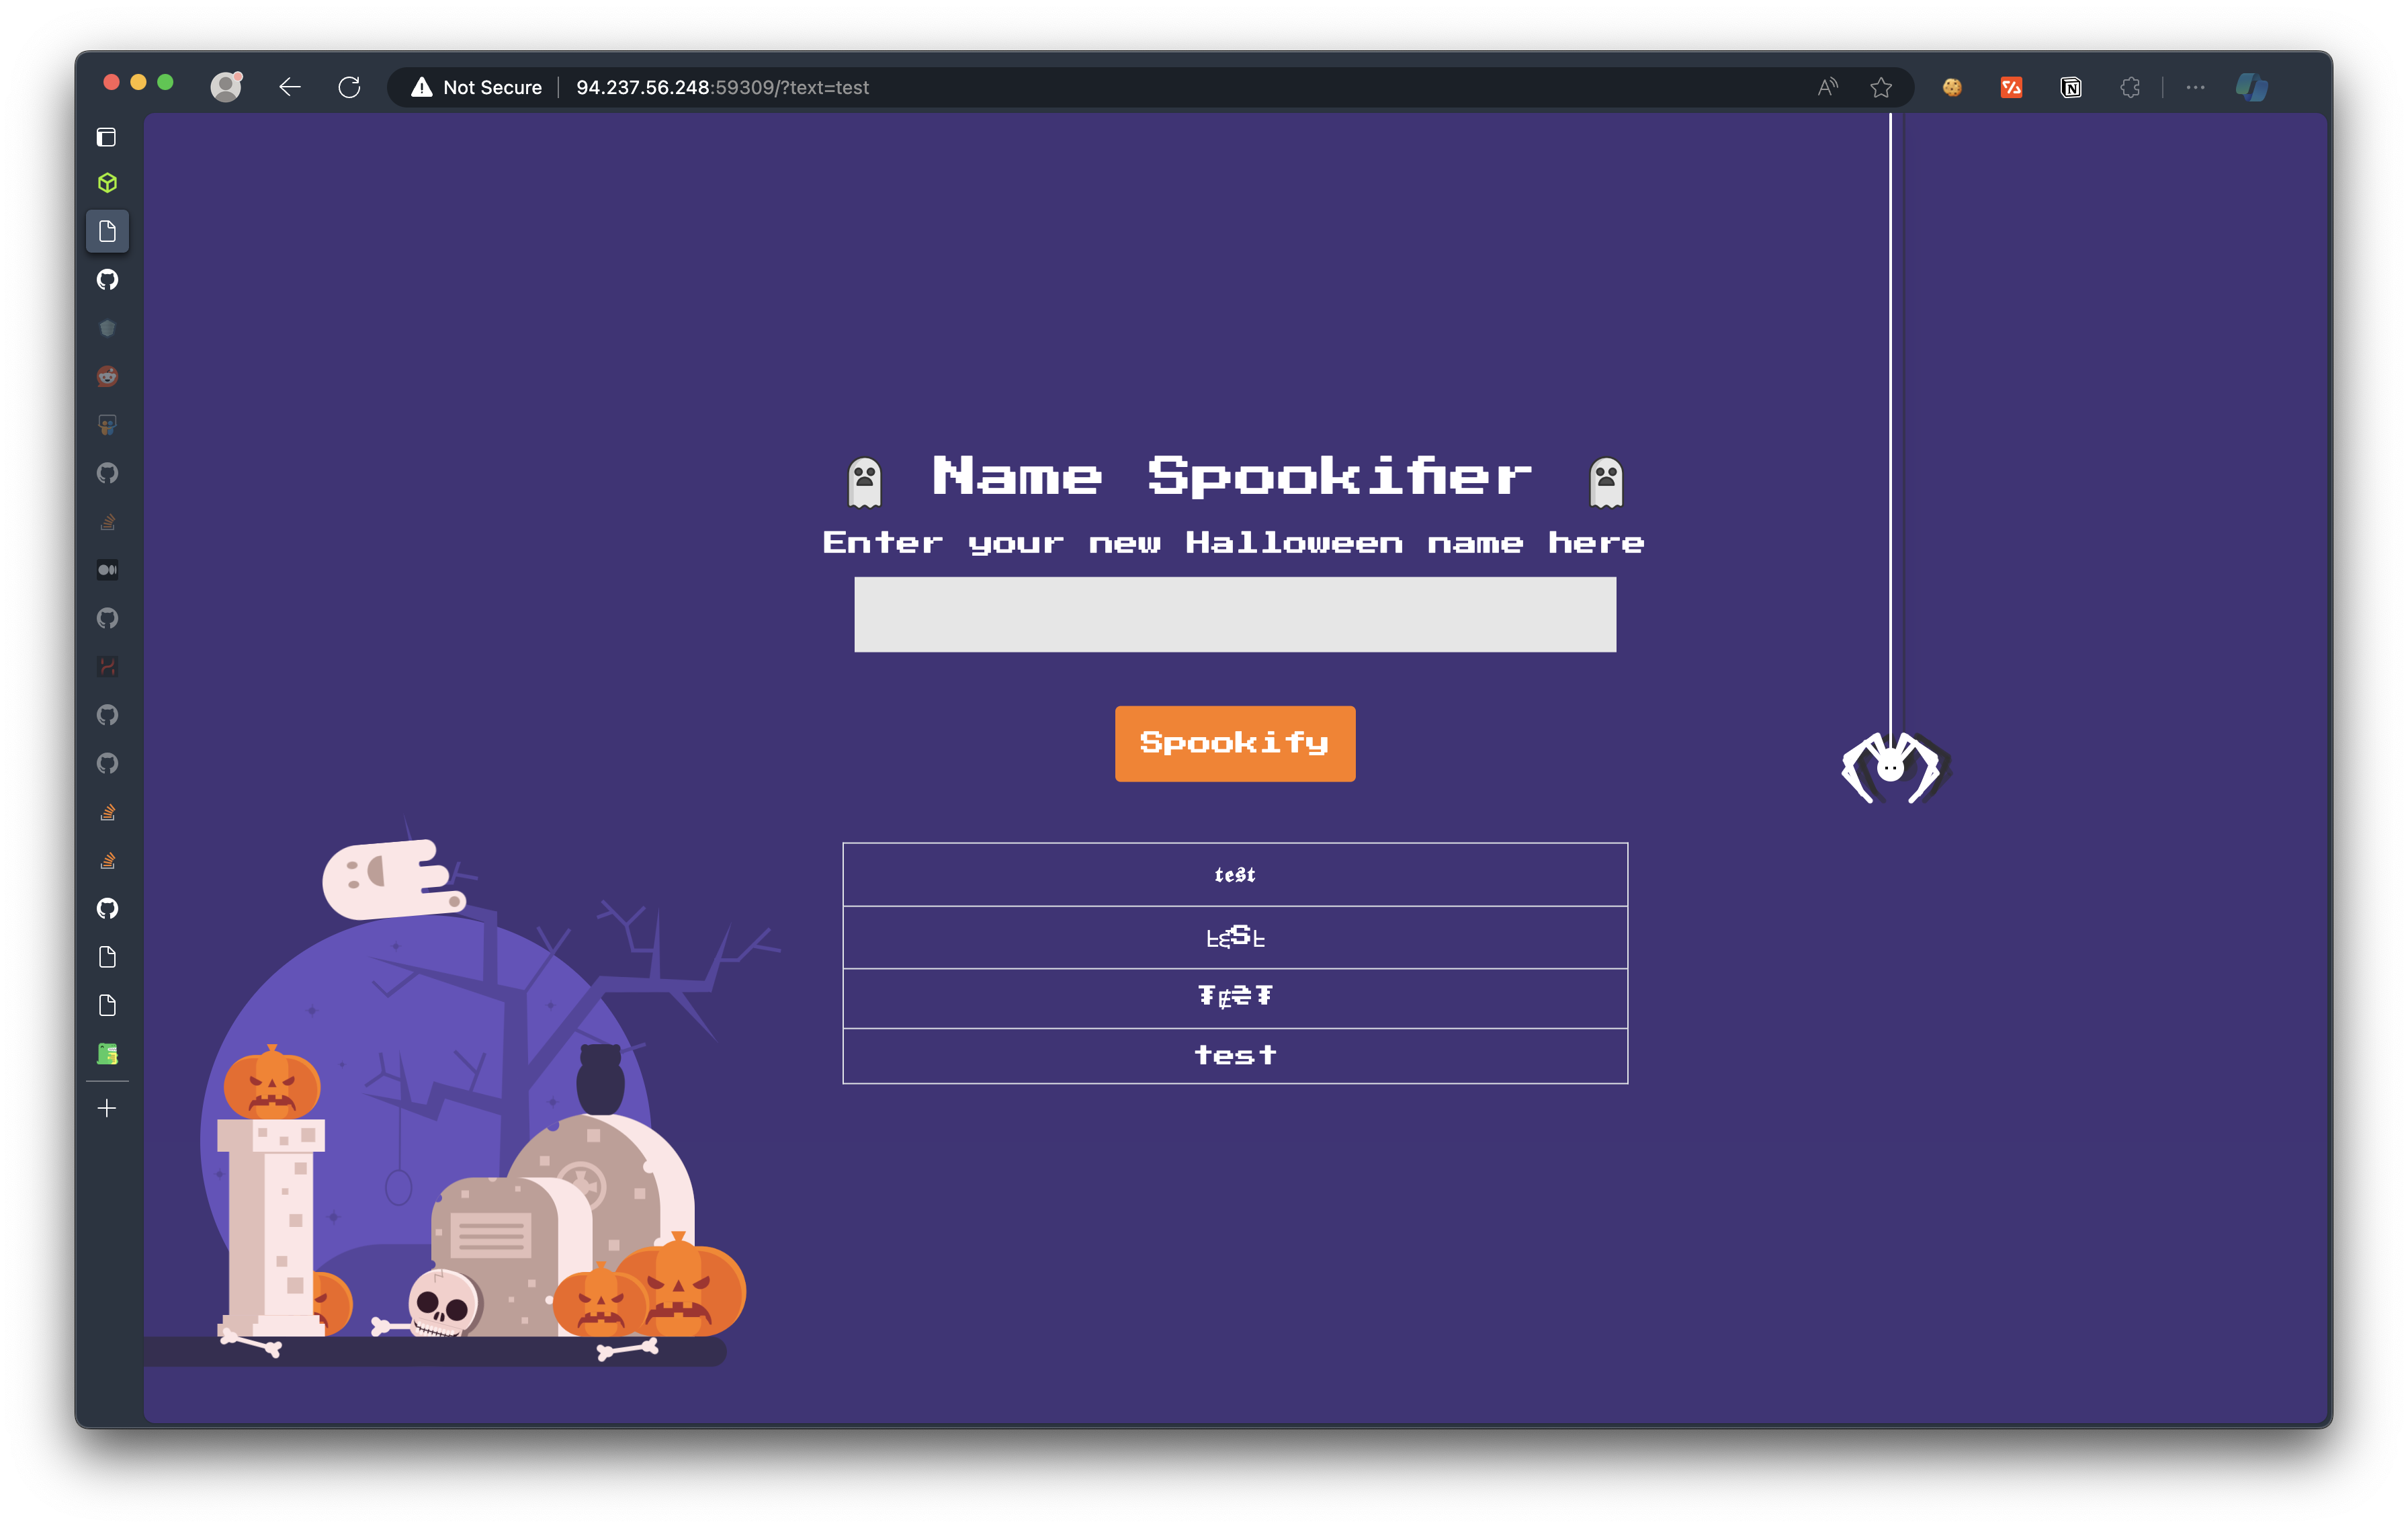 Not Secure | 94.237.56.248:59309/?text=test
Name Spookifier
Enter your new Halloween name here
Spookify
𝖙𝖊𝖘𝖙
test